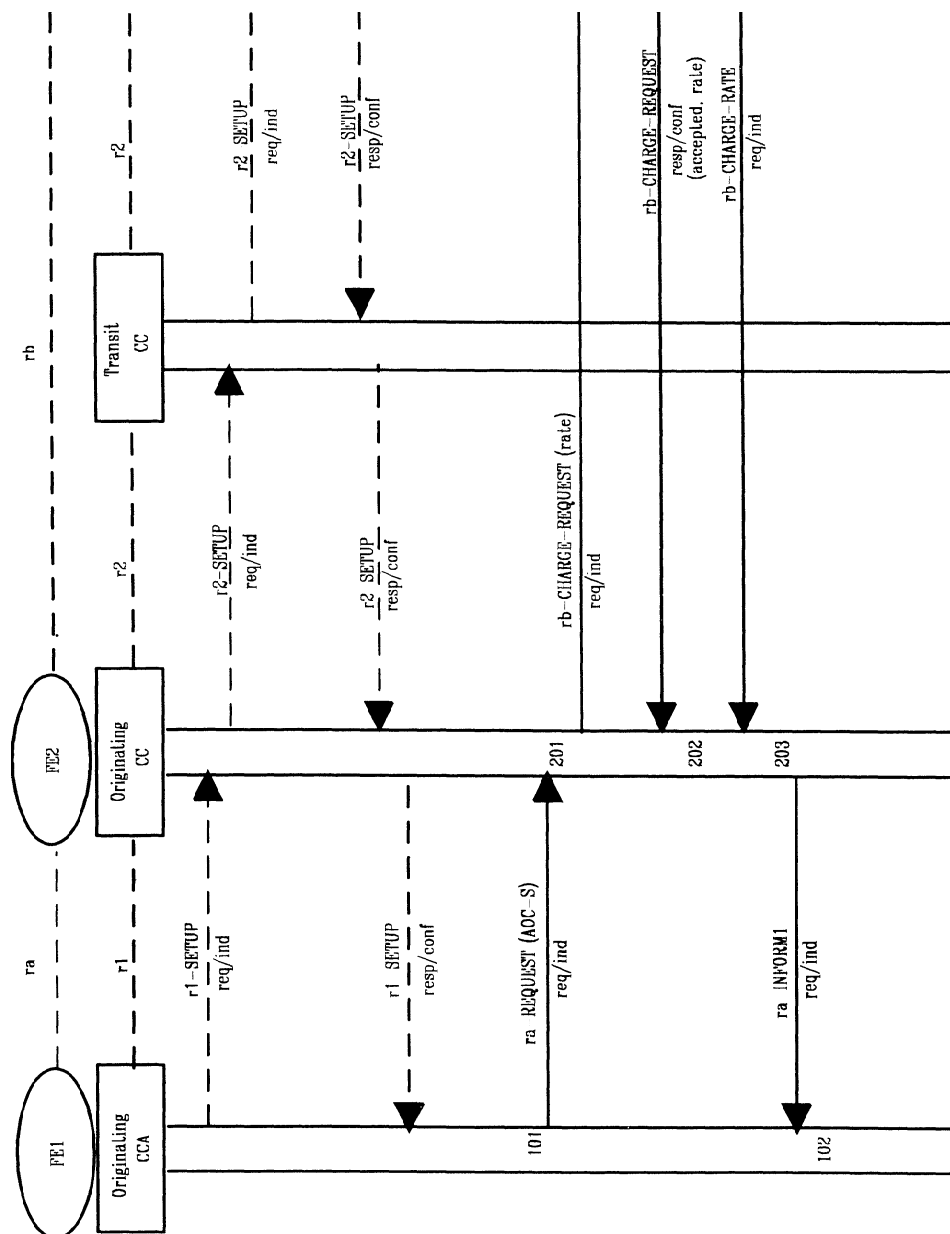 FE1
ra
FE2
rb
Originating
CCA
r1
Originating
CC
r2
Transit
CC
r2
r1-SETUP
req/ind
r2-SETUP
req/ind
r2 SETUP
req/ind
r2-SETUP
resp/conf
r2 SETUP
resp/conf
r1 SETUP
resp/conf
101
ra REQUEST (AOC-S)
req/ind
201
rb-CHARGE-REQUEST (rate)
req/ind
rb-CHARGE-REQUEST
resp/conf
(accepted. rate)
202
rb-CHARGE-RATE
req/ind
203
ra INFORM1
req/ind
102